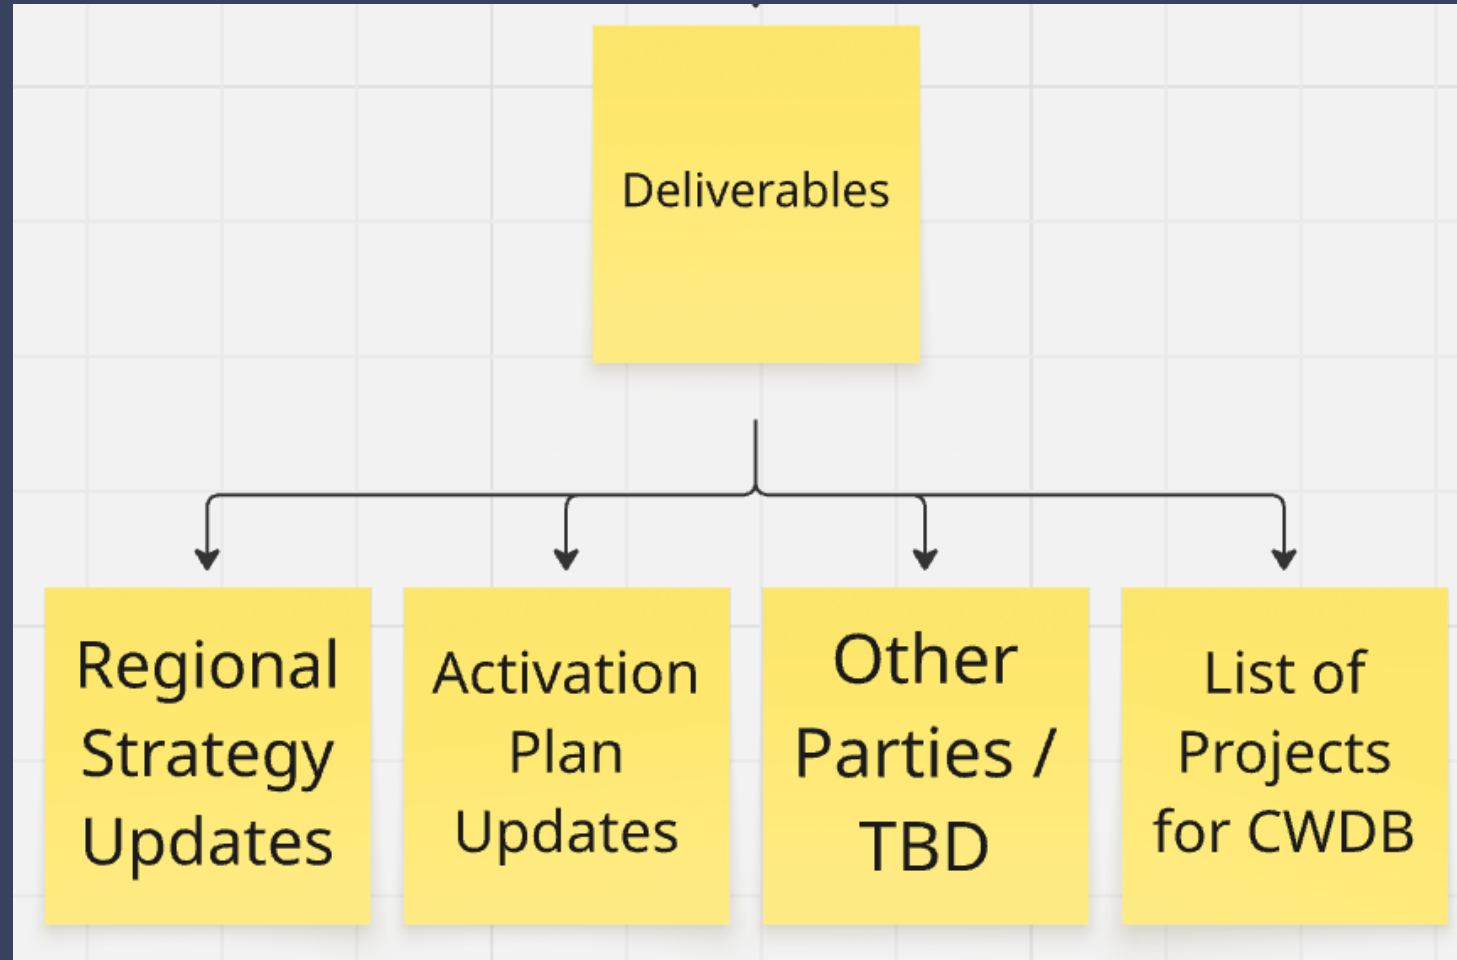 Deliverables
Regional
Strategy
Updates
Activation
Plan
Updates
Other
Parties /
TBD
List of
Projects
for CWDB